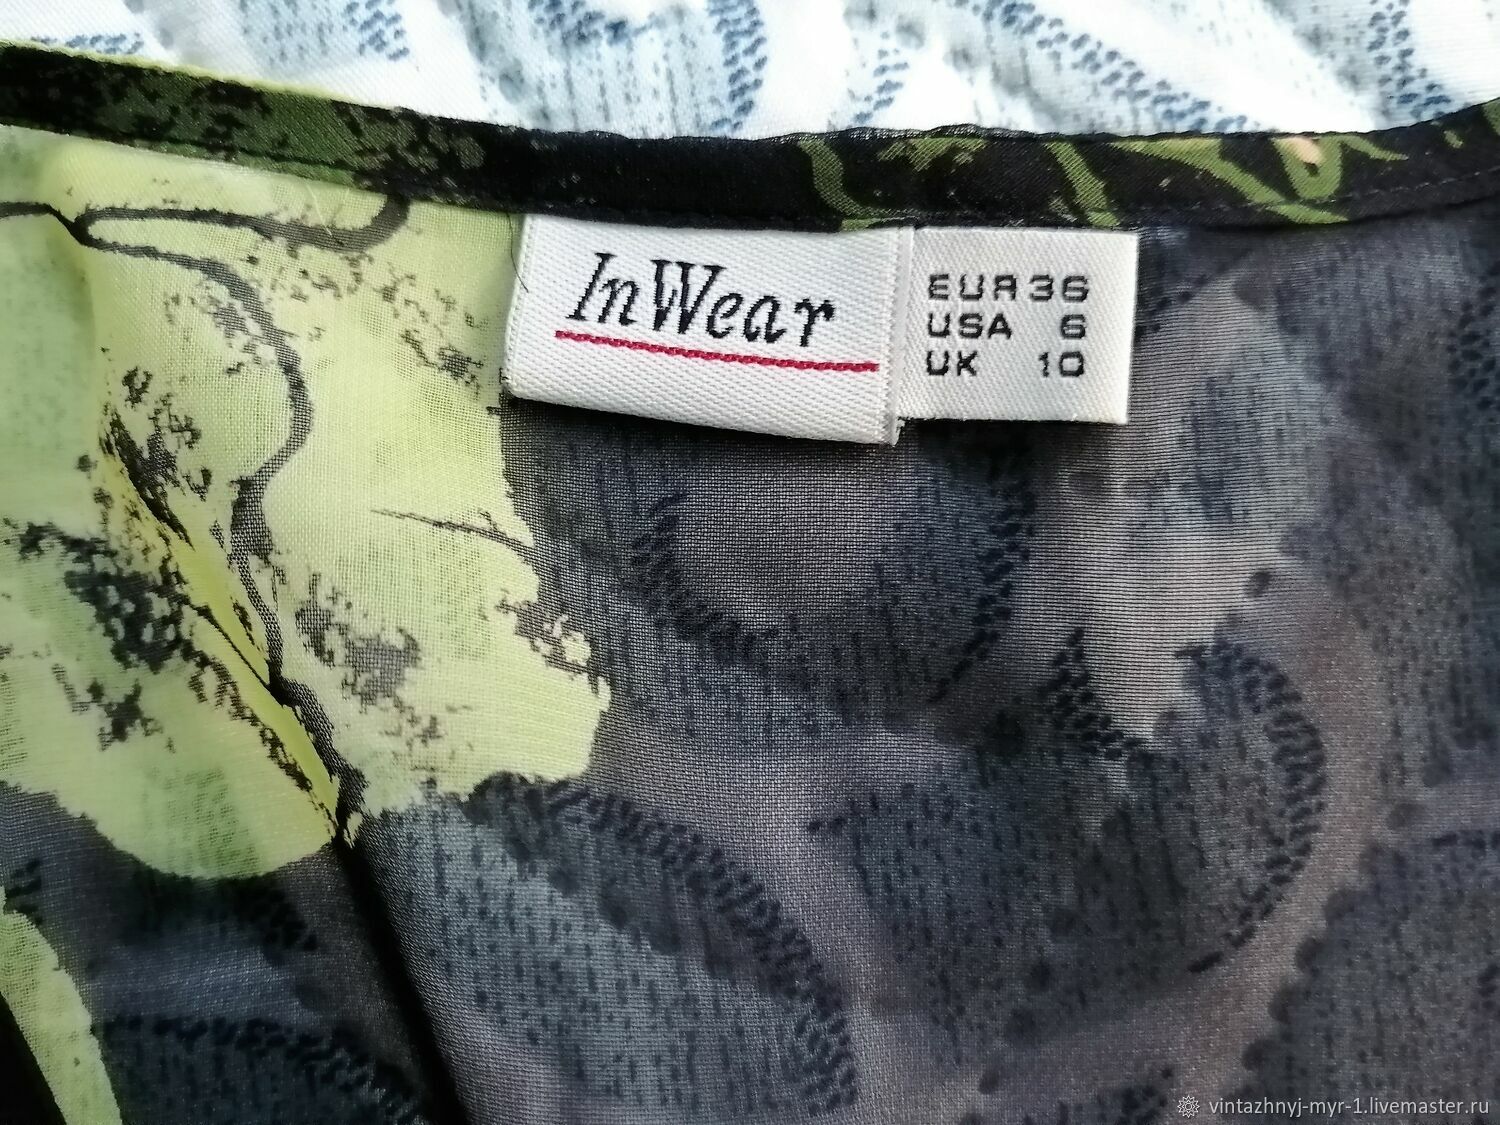 InWear
EUR 36
USA 6
UK 10
vintazhnyj-myr-1.livemaster.ru